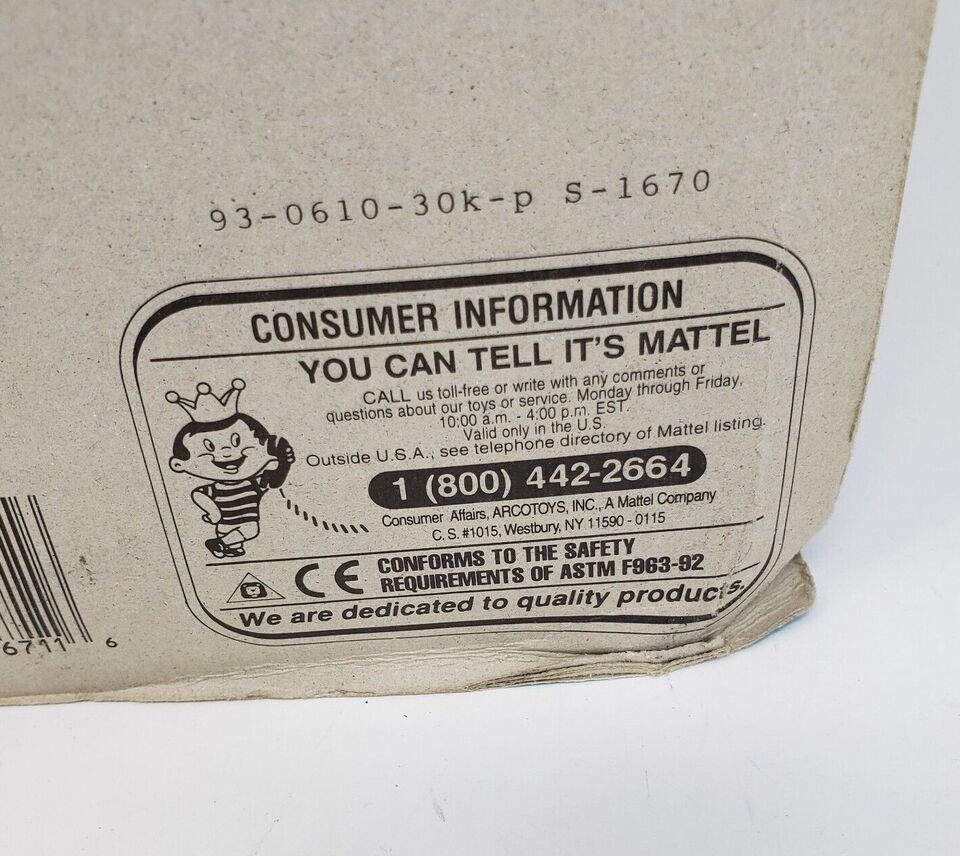 93-0610-30k-p S-1670
CONSUMER INFORMATION
YOU CAN TELL IT'S MATTEL
CALL us toll-free or write with any comments or
questions about our toys or service. Monday through Friday,
10:00 a.m. - 4:00 p.m. EST.
Valid only in the U.S.
Outside U.S.A., see telephone directory of Mattel listing.
1 (800) 442-2664
Consumer Affairs, ARCOTOYS, INC., A Mattel Company
C. S. #1015, Westbury, NY 11590 - 0115
CE CONFORMS TO THE SAFETY
REQUIREMENTS OF ASTM F963-92
We are dedicated to quality products.
6711 6